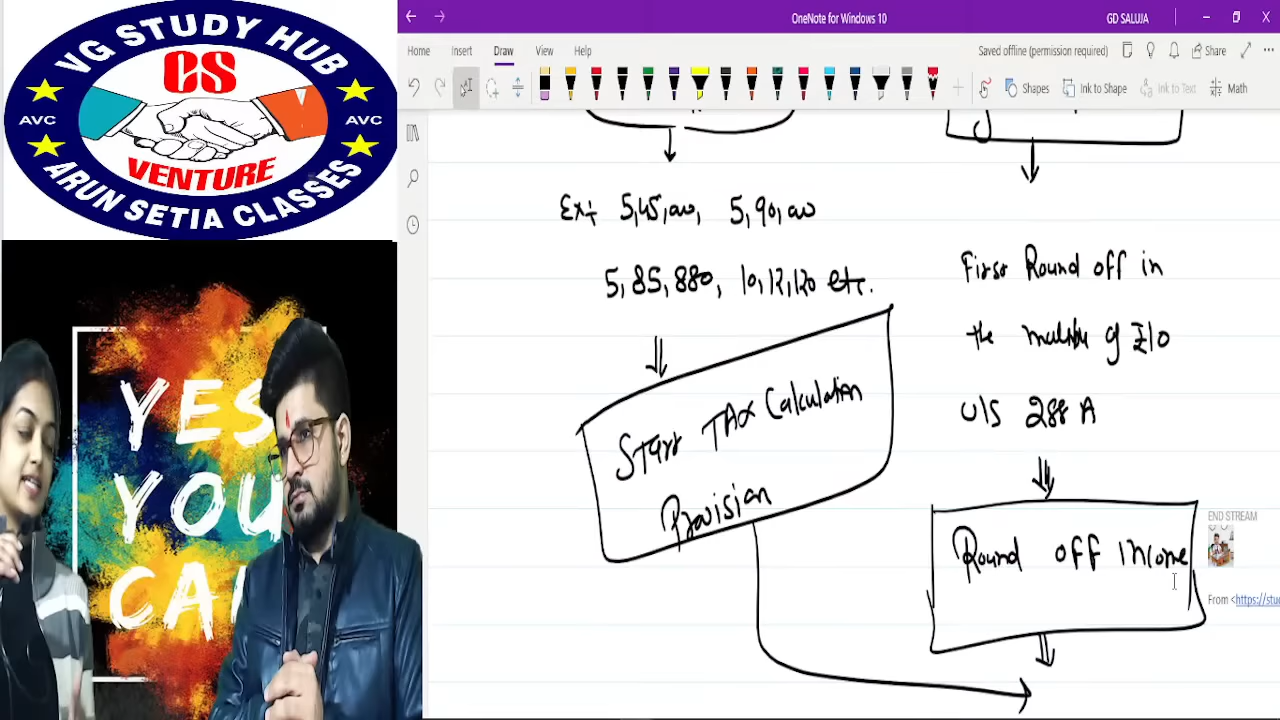 VG STUDY HUB
CS
AVC
AVC
VENTURE
ARUN SETIA CLASSES
YES
YOU
CA
OneNote for Windows 10
GD SALUJA
Home
Insert
Draw
View
Help
Saved offline (permission required)
Share
Shapes
Ink to Shape
Ink to Text
Math
Ex:- 5,45,000, 5,90,000
5,85,880, 10,12,120 etc.
Start TAX Calculation
Provision
First Round off in
the multiple of ₹10
U/S 288 A
Round off Income
END STREAM
From <https://stu